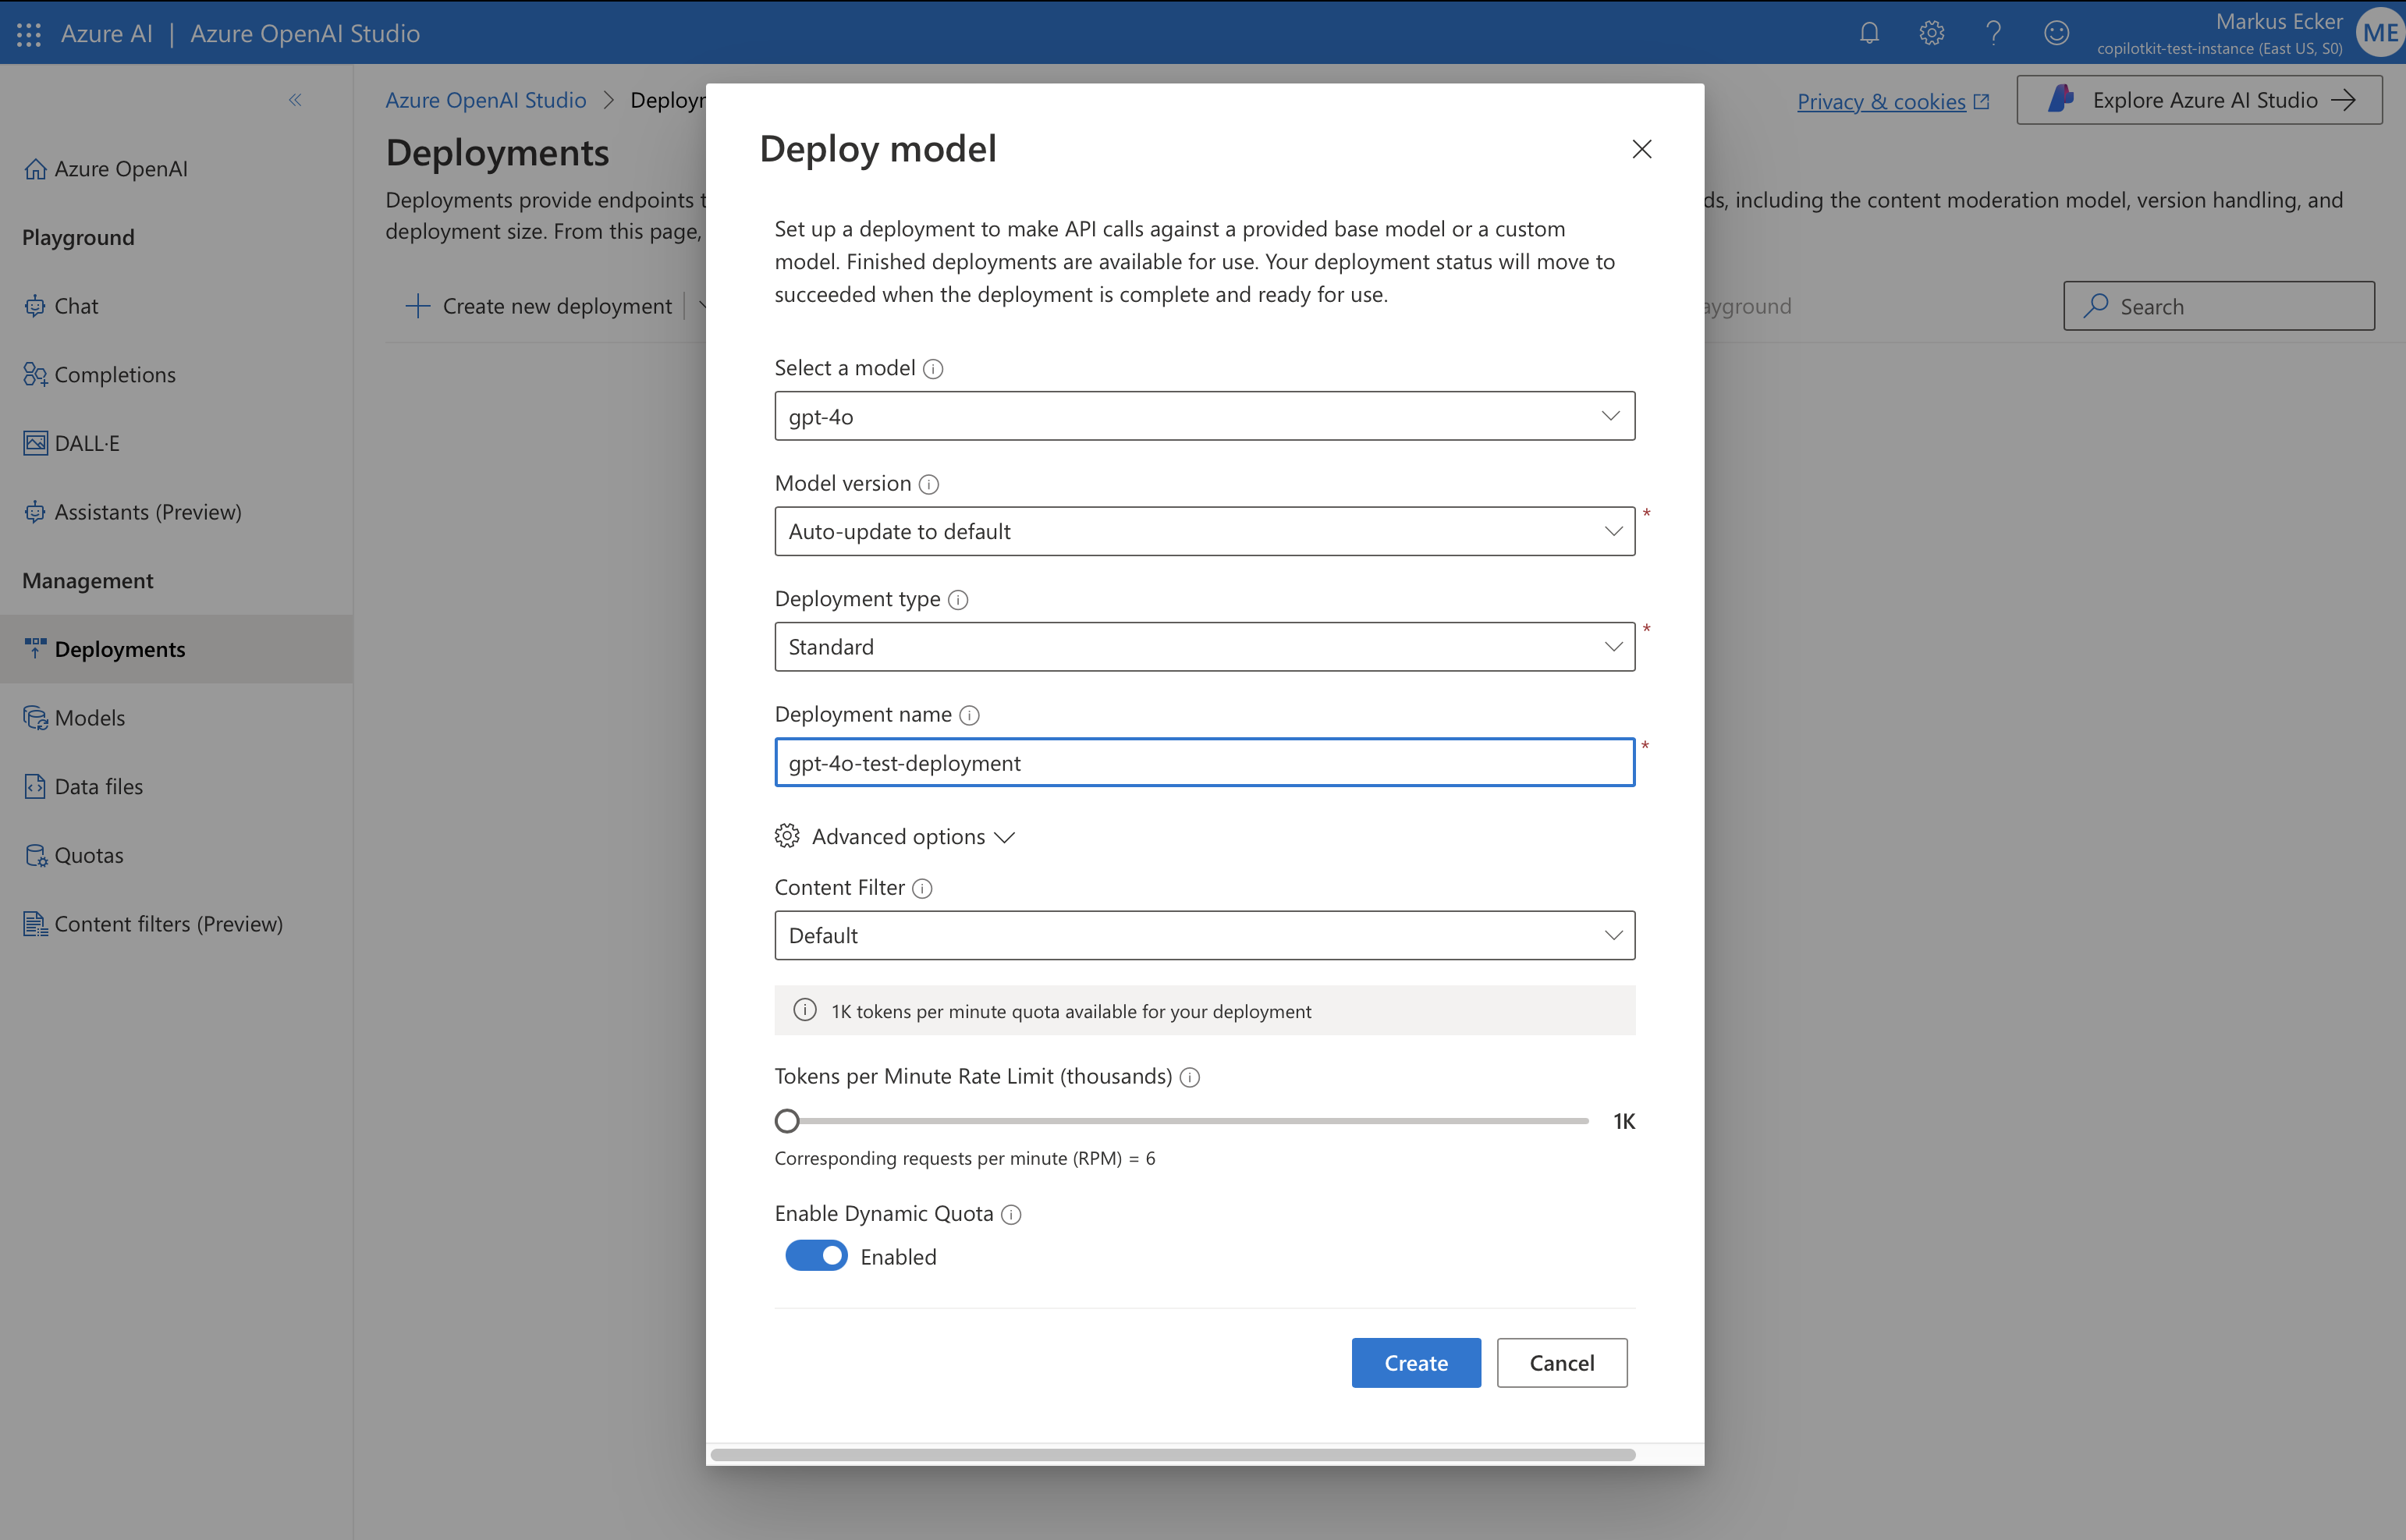 Azure AI | Azure OpenAI Studio
Markus Ecker
copilotkit-test-instance (East US, S0)
ME
Azure OpenAI
Playground
Chat
Completions
DALL·E
Assistants (Preview)
Management
Deployments
Models
Data files
Quotas
Content filters (Preview)
Azure OpenAI Studio > Deployr
Privacy & cookies
Explore Azure AI Studio
Deployments
Deployments provide endpoints t
ds, including the content moderation model, version handling, and
deployment size. From this page,
Create new deployment
ayground
Search
Deploy model
Set up a deployment to make API calls against a provided base model or a custom
model. Finished deployments are available for use. Your deployment status will move to
succeeded when the deployment is complete and ready for use.
Select a model
gpt-4o
Model version
Auto-update to default *
Deployment type
Standard *
Deployment name
gpt-4o-test-deployment *
Advanced options
Content Filter
Default
1K tokens per minute quota available for your deployment
Tokens per Minute Rate Limit (thousands)
1K
Corresponding requests per minute (RPM) = 6
Enable Dynamic Quota
Enabled
Create
Cancel